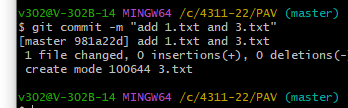 v302@V-302B-14 MINGW64 /c/4311-22/PAV (master)
$ git commit -m "add 1.txt and 3.txt"
[master 981a22d] add 1.txt and 3.txt
 1 file changed, 0 insertions(+), 0 deletions(-
 create mode 100644 3.txt

v302@V-302B-14 MINGW64 /c/4311-22/PAV (master)